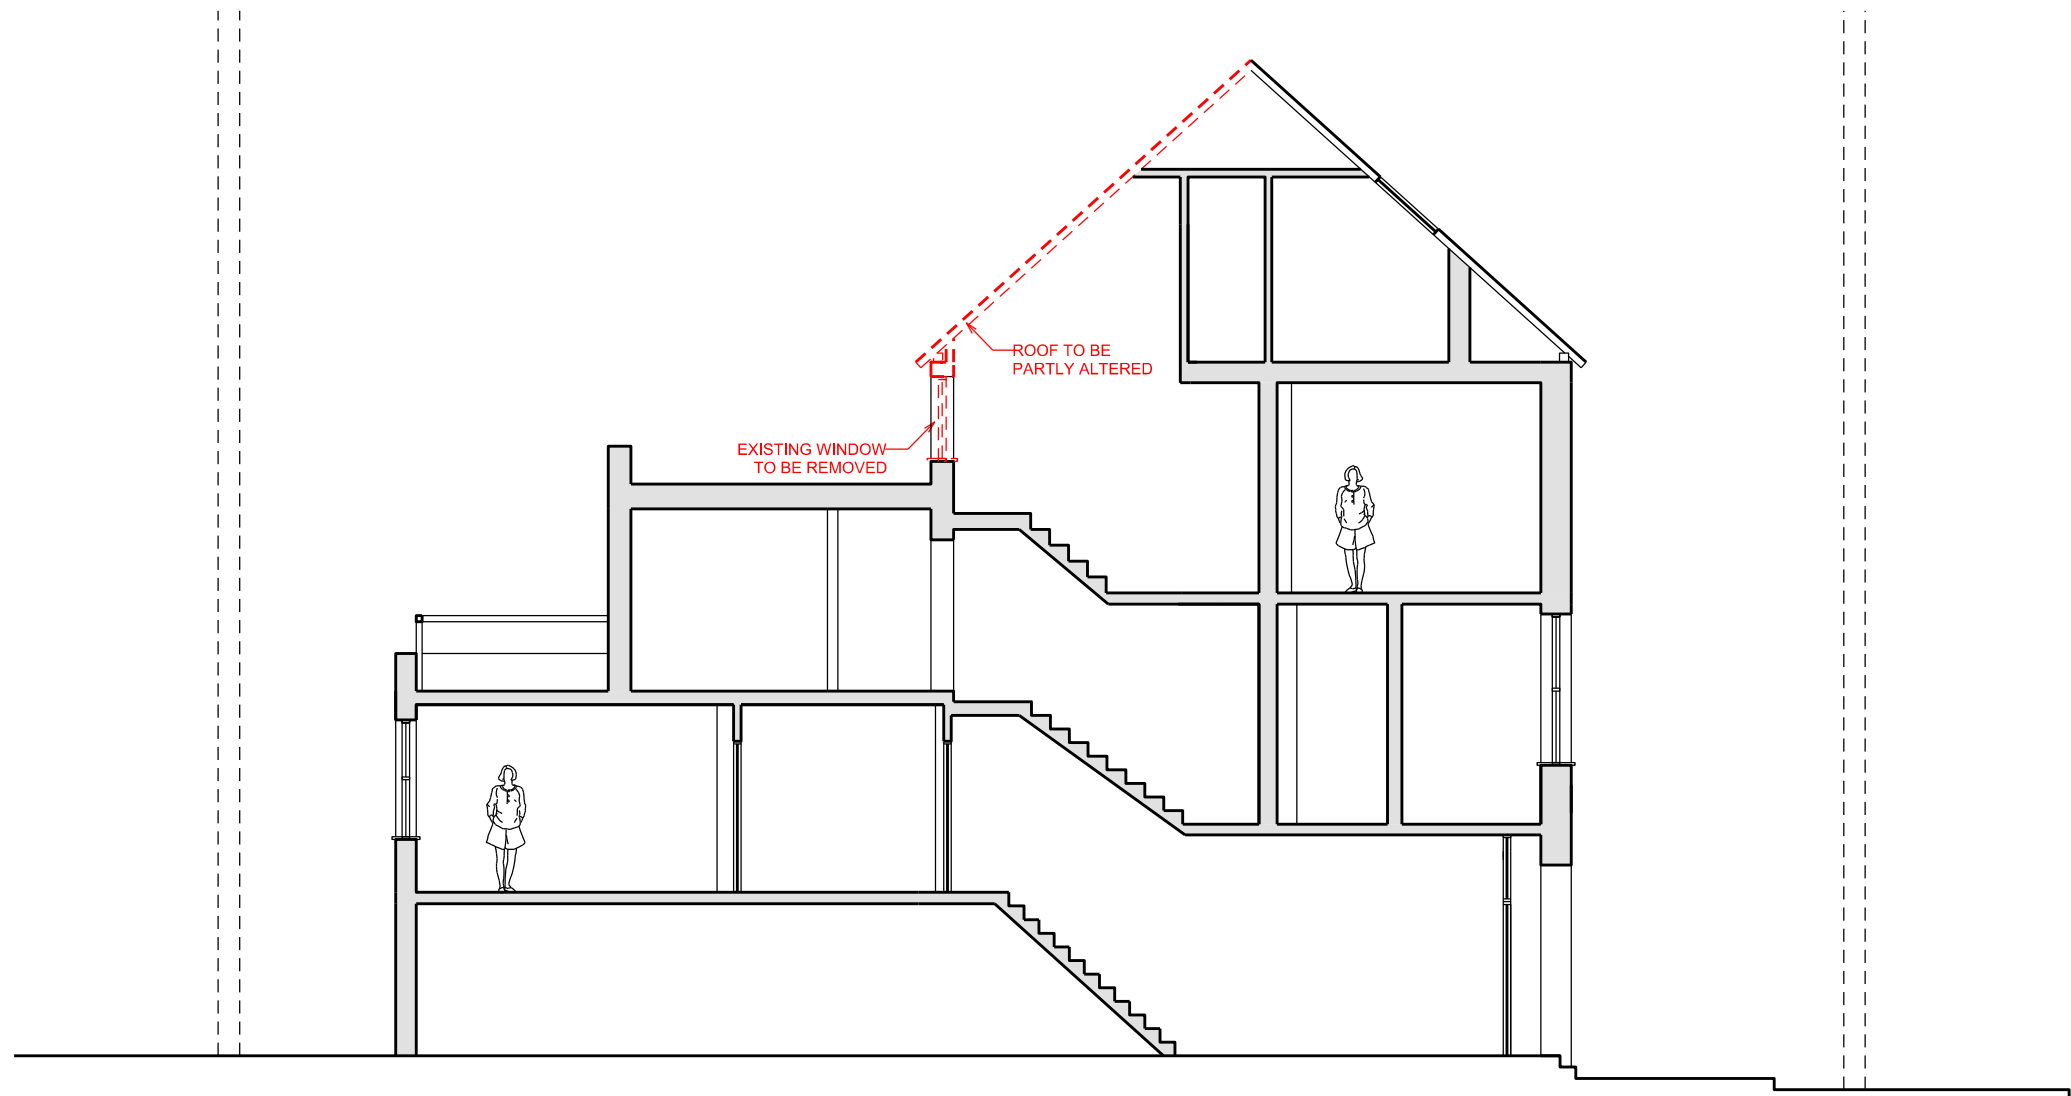 ROOF TO BE
PARTLY ALTERED
EXISTING WINDOW
TO BE REMOVED